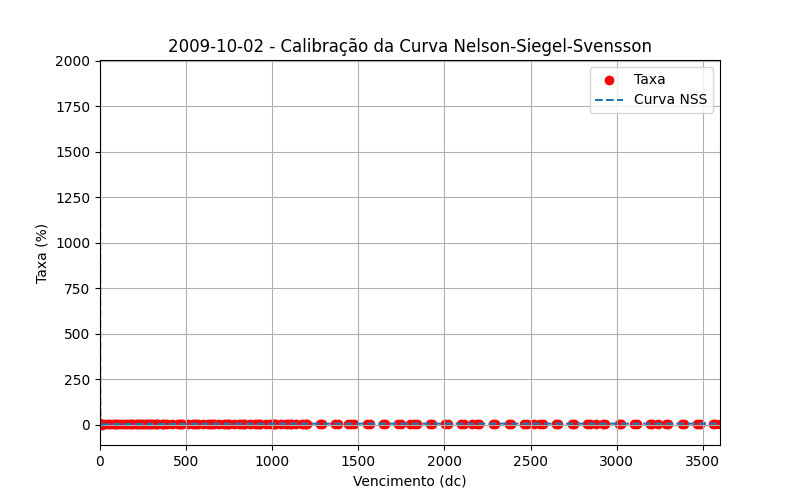 2009-10-02 - Calibração da Curva Nelson-Siegel-Svensson
Taxa
Curva NSS
Taxa (%)
2000
1750
1500
1250
1000
750
500
250
0
0 500 1000 1500 2000 2500 3000 3500
Vencimento (dc)